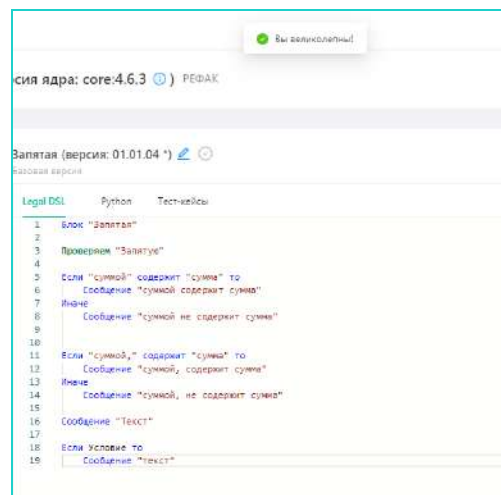 Вы великолепны!
сия ядра: core:4.6.3 ) РЕФАК
Запятая (версия: 01.01.04 *)
базовая версия
Legal DSL Python Тест-кейсы
1 Блок "Запятая"
2
3 Проверяем "Запятую"
4
5 Если "суммой" содержит "сумма" то
6 Сообщение "суммой содержит сумма"
7 Иначе
8 Сообщение "суммой не содержит сумма"
9
10
11 Если "суммой," содержит "сумма" то
12 Сообщение "суммой, содержит сумма"
13 Иначе
14 Сообщение "суммой, не содержит сумма"
15
16 Сообщение "Текст"
17
18 Если Условие то
19 Сообщение "текст"